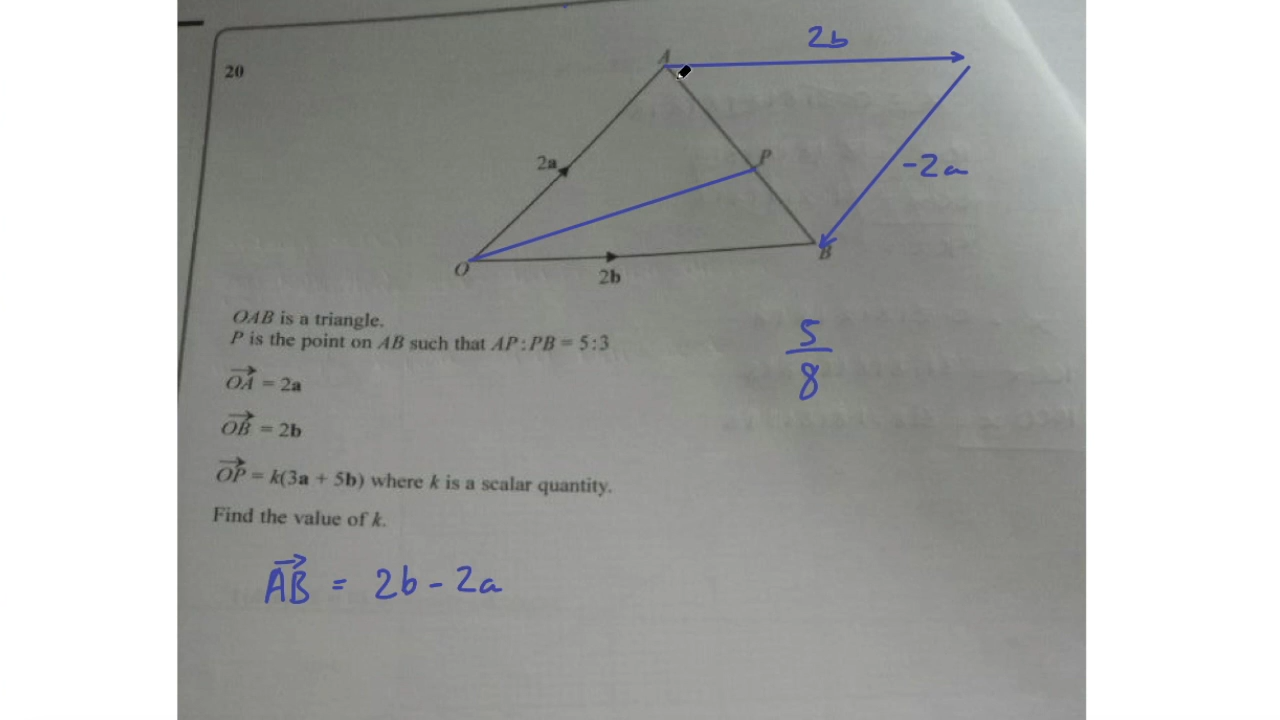 2b
20
A
2a
P
-2a
O
B
2b
OAB is a triangle.
P is the point on AB such that AP : PB = 5 : 3
5
8
OA = 2a
OB = 2b
OP = k(3a + 5b) where k is a scalar quantity.
Find the value of k.
AB = 2b - 2a